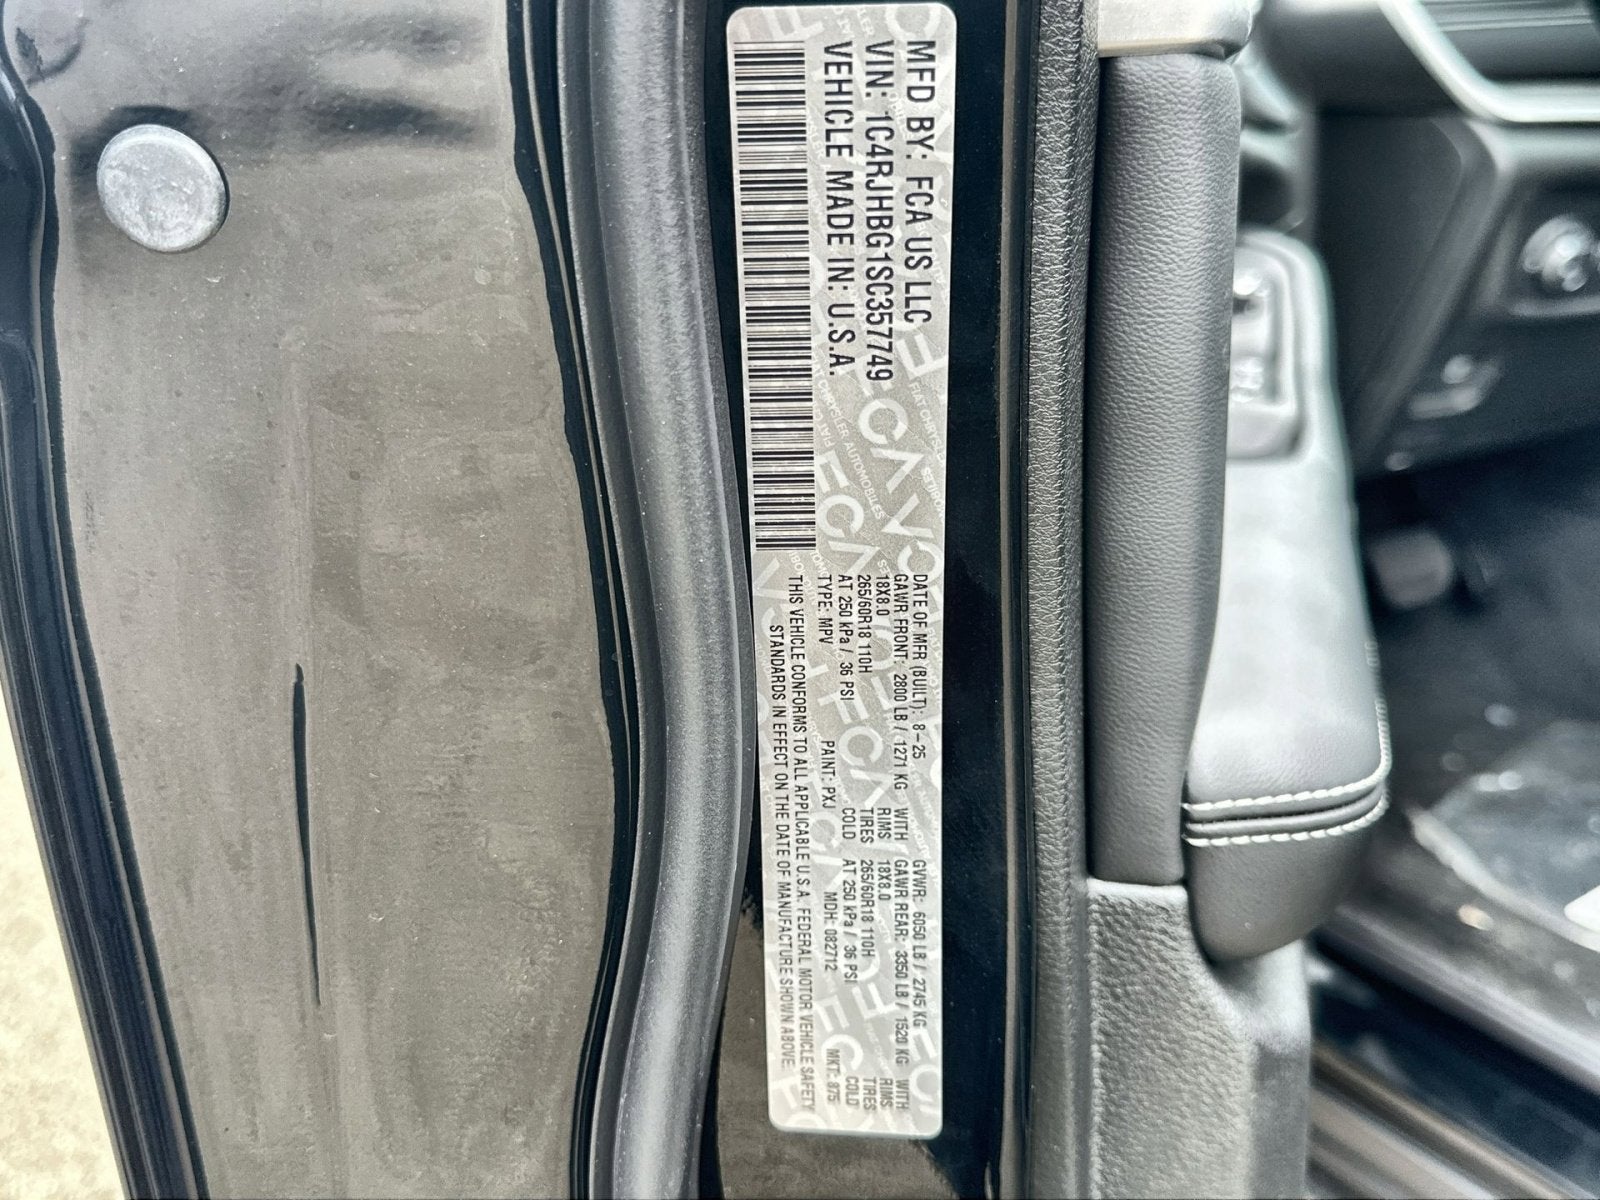 MFD BY: FCA US LLC
VIN: 1C4RJHBG1SC357749
VEHICLE MADE IN: U.S.A.
DATE OF MFR (BUILT): 8-25 GVWR: 6050 LB / 2745 KG
GAWR FRONT: 2800 LB / 1271 KG WITH GAWR REAR: 3350 LB / 1520 KG WITH
18X8.0 RIMS 18X8.0 RIMS
265/60R18 110H TIRES 265/60R18 110H TIRES
AT 250 kPa / 36 PSI COLD AT 250 kPa / 36 PSI COLD
TYPE: MPV PAINT: PXJ MDH: 082712 MKT: 875
THIS VEHICLE CONFORMS TO ALL APPLICABLE U.S.A. FEDERAL MOTOR VEHICLE SAFETY
STANDARDS IN EFFECT ON THE DATE OF MANUFACTURE SHOWN ABOVE.